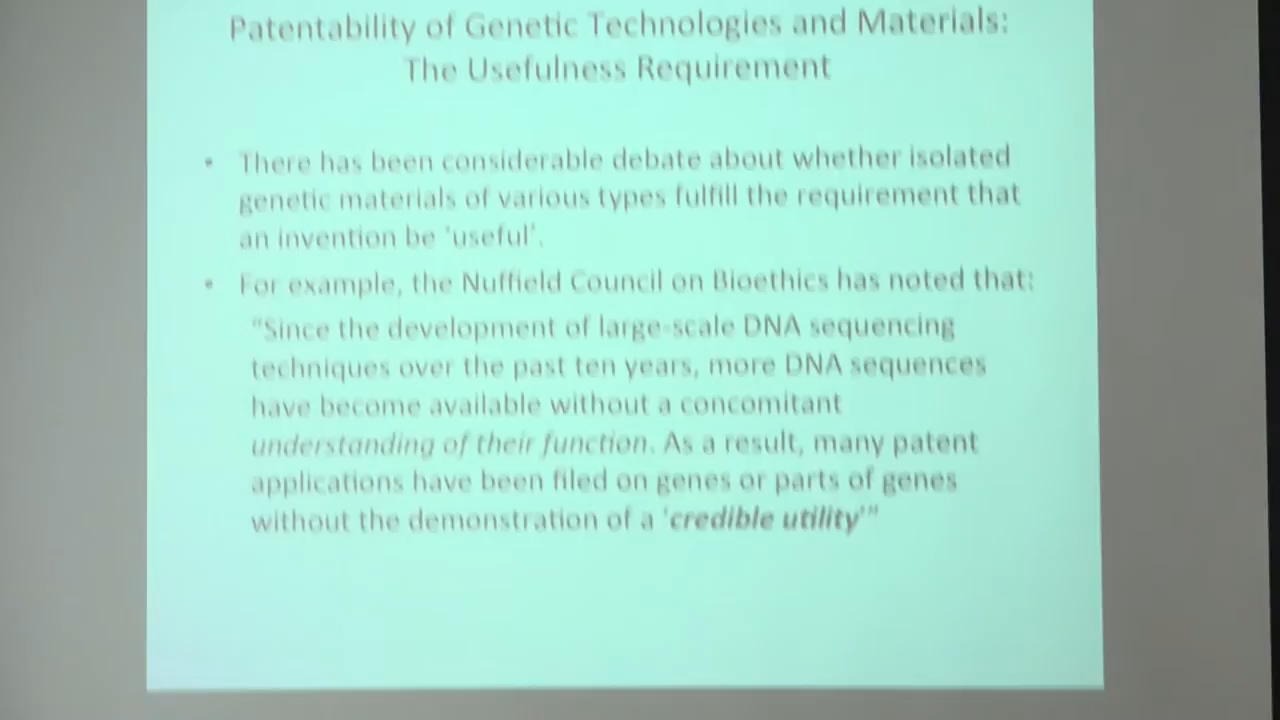 Patentability of Genetic Technologies and Materials:
The Usefulness Requirement
• There has been considerable debate about whether isolated
genetic materials of various types fulfill the requirement that
an invention be 'useful'.
• For example, the Nuffield Council on Bioethics has noted that:
"Since the development of large-scale DNA sequencing
techniques over the past ten years, more DNA sequences
have become available without a concomitant
understanding of their function. As a result, many patent
applications have been filed on genes or parts of genes
without the demonstration of a 'credible utility'"